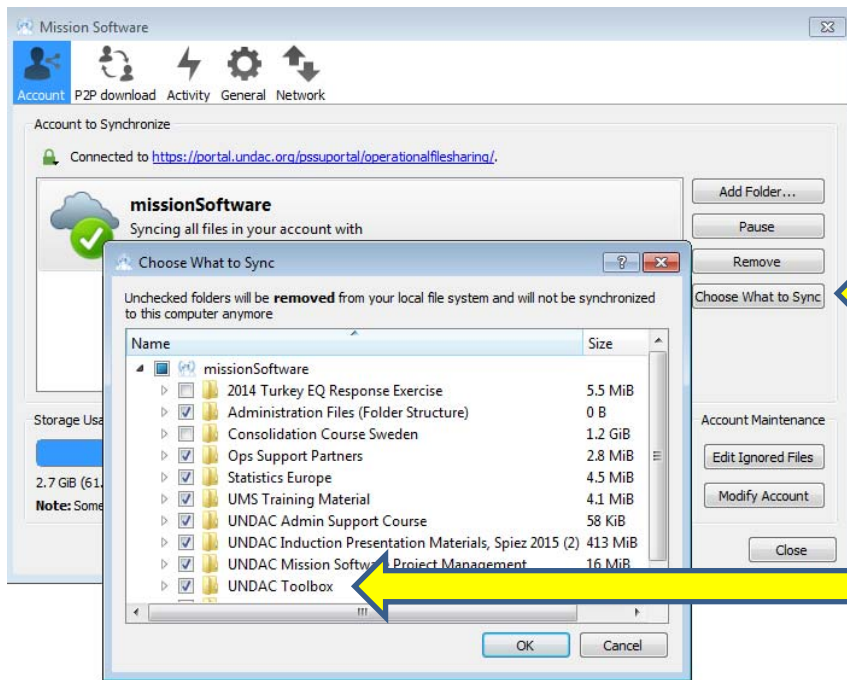 Mission Software
Account P2P download Activity General Network
Account to Synchronize
Connected to https://portal.undac.org/pssuportal/operationalfilesharing/.
missionSoftware
Syncing all files in your account with
Add Folder...
Pause
Remove
Choose What to Sync
Choose What to Sync
Unchecked folders will be removed from your local file system and will not be synchronized
to this computer anymore
Name Size
missionSoftware
2014 Turkey EQ Response Exercise 5.5 MiB
Administration Files (Folder Structure) 0 B
Consolidation Course Sweden 1.2 GiB
Ops Support Partners 2.8 MiB
Statistics Europe 4.5 MiB
UMS Training Material 4.1 MiB
UNDAC Admin Support Course 58 KiB
UNDAC Induction Presentation Materials, Spiez 2015 (2) 413 MiB
UNDAC Mission Software Project Management 16 MiB
UNDAC Toolbox
OK Cancel
Storage Usa
2.7 GiB (61.
Note: Some
Account Maintenance
Edit Ignored Files
Modify Account
Close